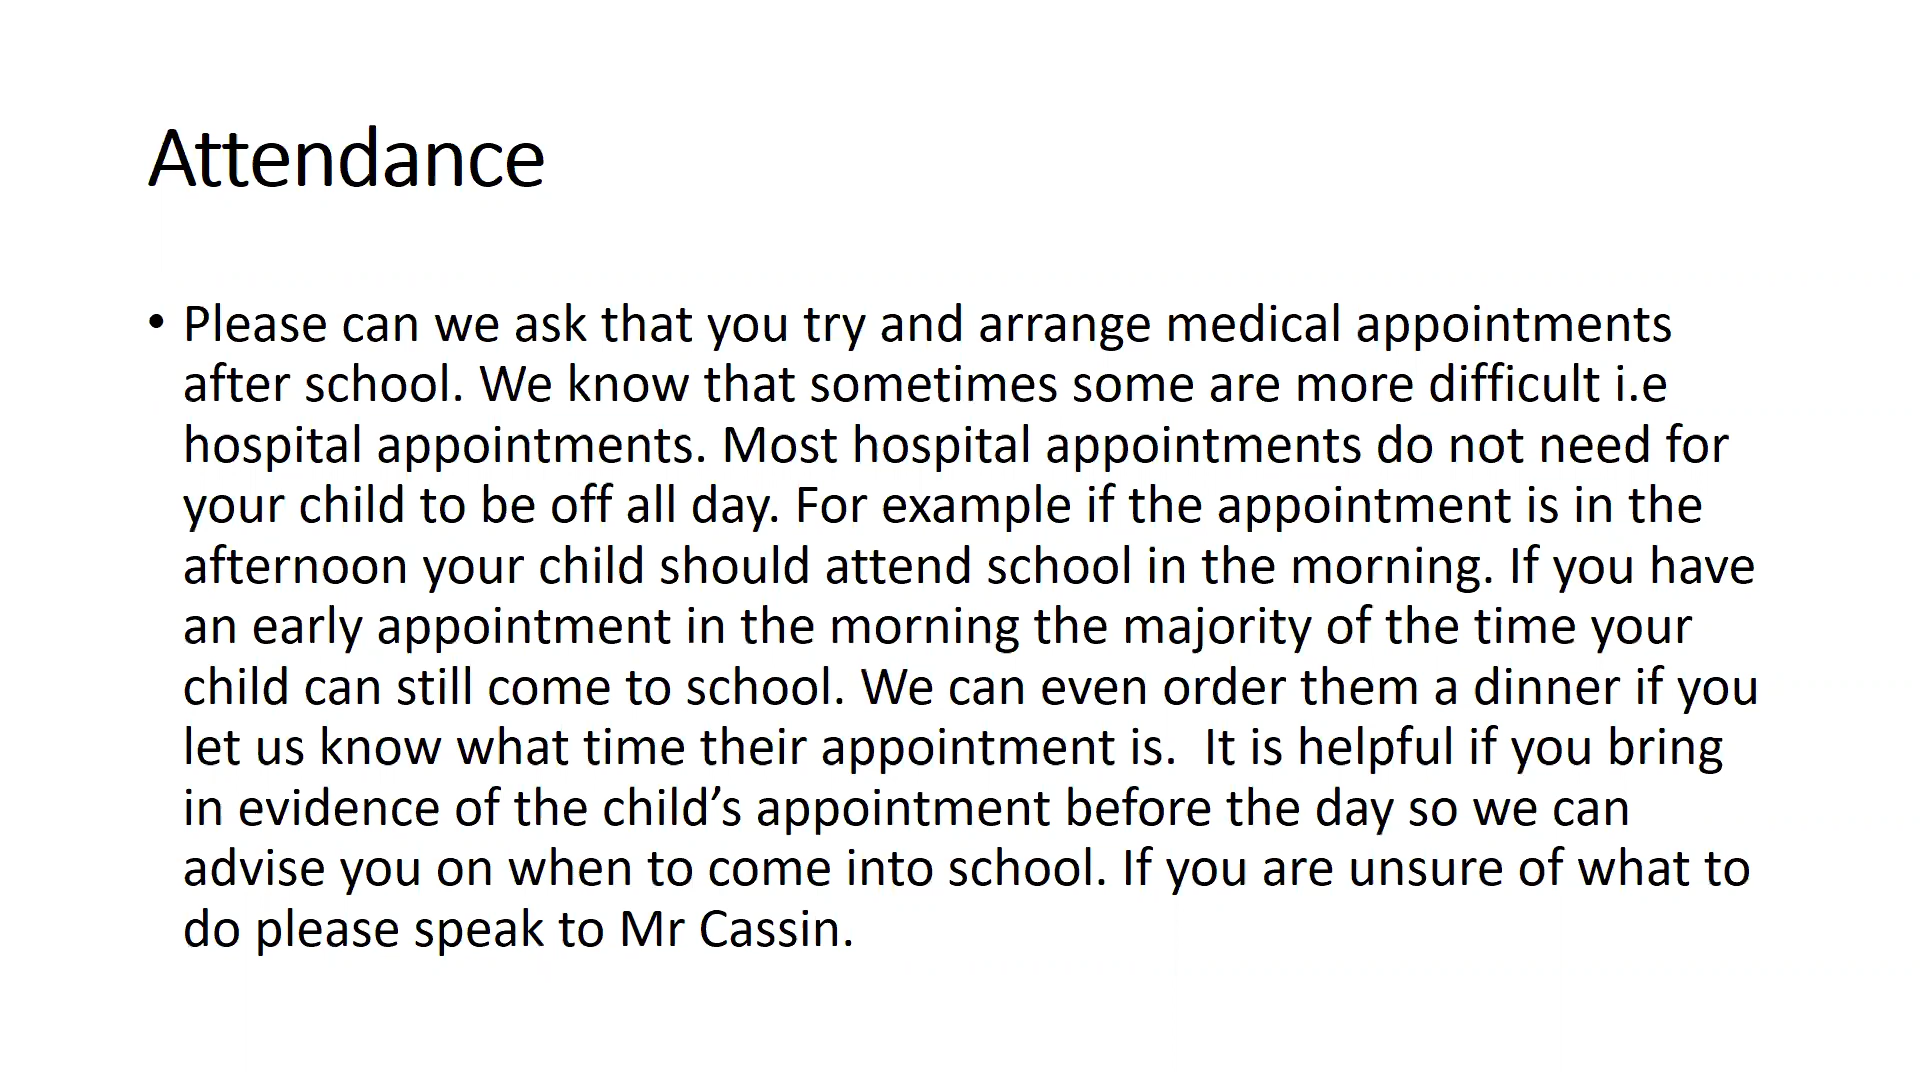 Attendance
• Please can we ask that you try and arrange medical appointments
after school. We know that sometimes some are more difficult i.e
hospital appointments. Most hospital appointments do not need for
your child to be off all day. For example if the appointment is in the
afternoon your child should attend school in the morning. If you have
an early appointment in the morning the majority of the time your
child can still come to school. We can even order them a dinner if you
let us know what time their appointment is.  It is helpful if you bring
in evidence of the child’s appointment before the day so we can
advise you on when to come into school. If you are unsure of what to
do please speak to Mr Cassin.